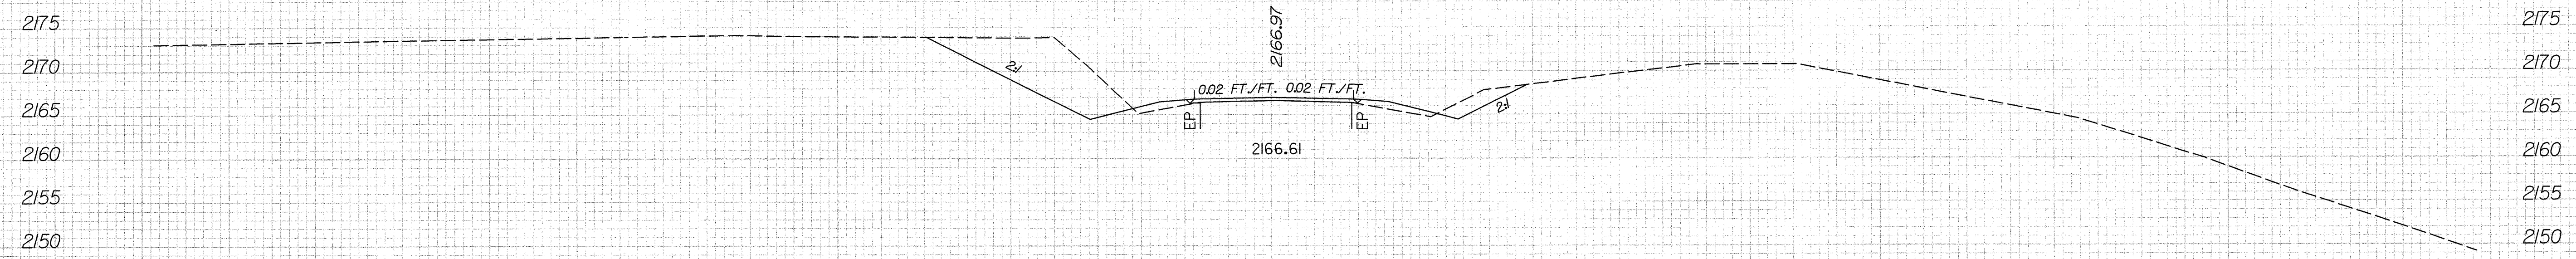 2175 2166.97 2175
2170 2:1 2170
0.02 FT./FT. 0.02 FT./FT.
2165 EP EP 2:1 2165
2160 2166.61 2160
2155 2155
2150 2150